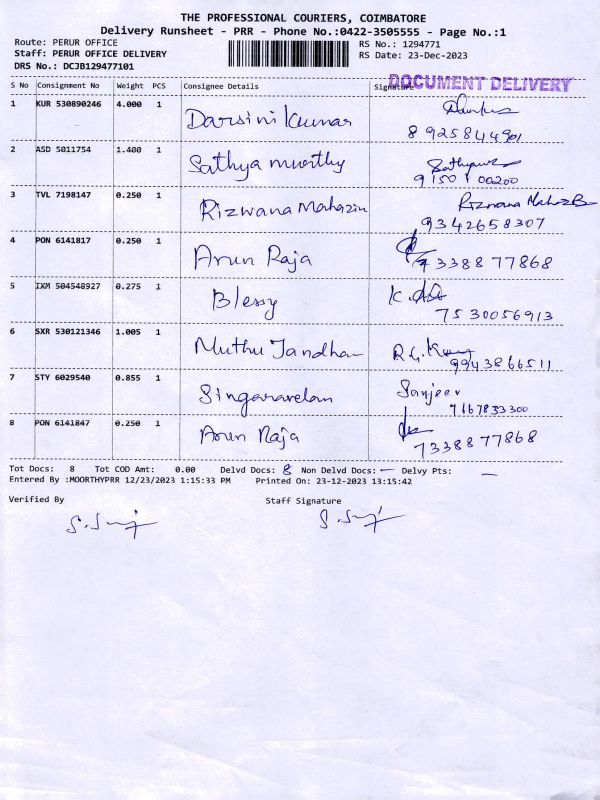 THE PROFESSIONAL COURIERS, COIMBATORE
Delivery Runsheet - PRR - Phone No.:0422-3505555 - Page No.:1
Route: PERUR OFFICE RS No.: 1294771
Staff: PERUR OFFICE DELIVERY RS Date: 23-Dec-2023
DRS No.: DCJB129477101
DOCUMENT DELIVERY
S No Consignment No Weight PCS Consignee Details Signature
1 KUR 530890246 4.000 1 Darsini Kumar
8925844901
2 ASD 5011754 1.400 1 Sathya moorthy
9150100200
3 TVL 7198147 0.250 1 Rizwana Mahazin Rizwana Mahaz B
9342658307
4 PON 6141817 0.250 1 Arun Raja
7338877868
5 IXM 504548927 0.275 1 Blessy
7530056913
6 SXR 530121346 1.005 1 Muthu Jandhar
9943866511
7 STY 6029540 0.855 1 Singaravelan Sanjeev
9167833300
8 PON 6141847 0.250 1 Arun Raja
7338877868
Tot Docs: 8 Tot COD Amt: 0.00 Delvd Docs: 8 Non Delvd Docs: — Delvy Pts: —
Entered By :MOORTHYPRR 12/23/2023 1:15:33 PM Printed On: 23-12-2023 13:15:42
Verified By Staff Signature